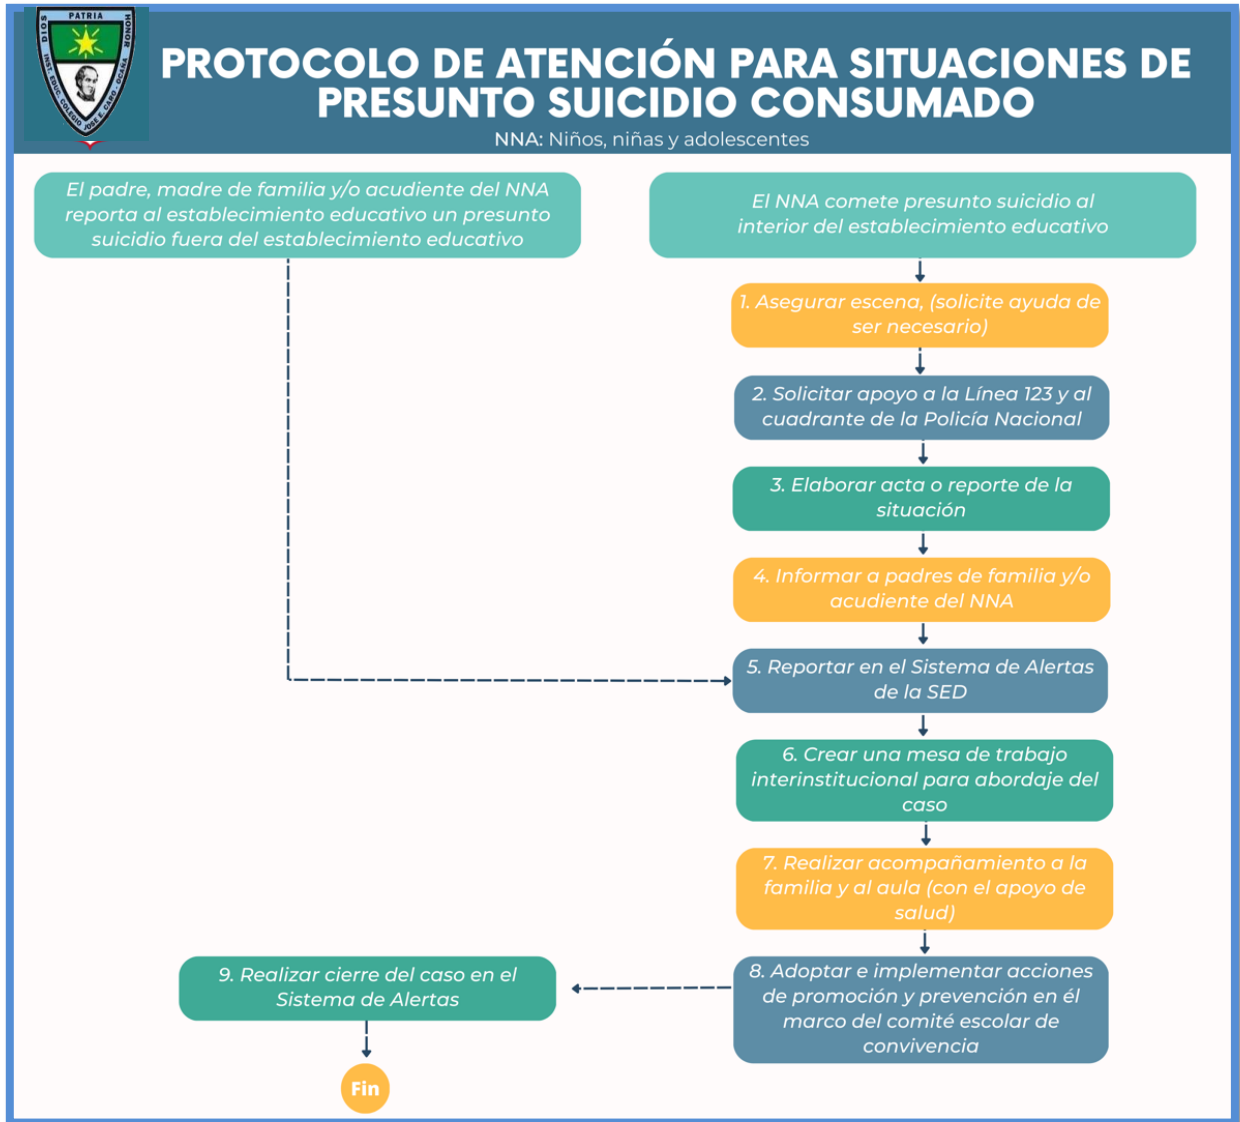 DIOS
PATRIA
HONOR
INST. EDUC. COLEGIO JOSE E. CARO - OCAÑA
PROTOCOLO DE ATENCIÓN PARA SITUACIONES DE
PRESUNTO SUICIDIO CONSUMADO
NNA: Niños, niñas y adolescentes
El padre, madre de familia y/o acudiente del NNA
reporta al establecimiento educativo un presunto
suicidio fuera del establecimiento educativo
El NNA comete presunto suicidio al
interior del establecimiento educativo
1. Asegurar escena, (solicite ayuda de
ser necesario)
2. Solicitar apoyo a la Línea 123 y al
cuadrante de la Policía Nacional
3. Elaborar acta o reporte de la
situación
4. Informar a padres de familia y/o
acudiente del NNA
5. Reportar en el Sistema de Alertas
de la SED
6. Crear una mesa de trabajo
interinstitucional para abordaje del
caso
7. Realizar acompañamiento a la
familia y al aula (con el apoyo de
salud)
8. Adoptar e implementar acciones
de promoción y prevención en él
marco del comité escolar de
convivencia
9. Realizar cierre del caso en el
Sistema de Alertas
Fin